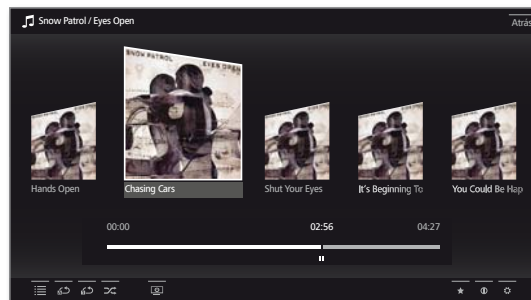 Snow Patrol / Eyes Open
Atrás
SNOW PATROL EYES OPEN
Hands Open
Chasing Cars
Shut Your Eyes
It's Beginning To
You Could Be Hap
00:00
02:56
04:27